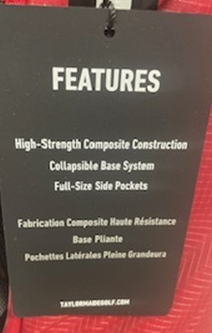 FEATURES
High-Strength Composite Construction
Collapsible Base System
Full-Size Side Pockets
Fabrication Composite Haute Résistance
Base Pliante
Pochettes Latérales Pleine Grandeura
TAYLORMADEGOLF.COM